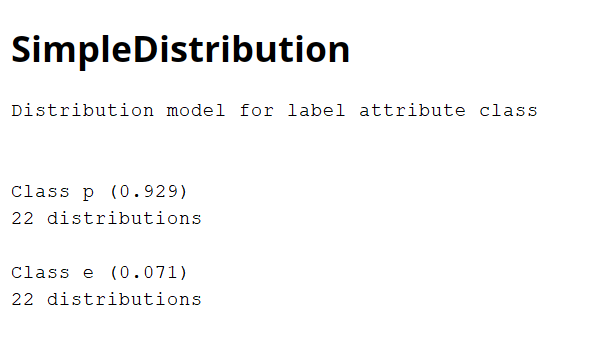 SimpleDistribution
Distribution model for label attribute class
Class p (0.929)
22 distributions
Class e (0.071)
22 distributions